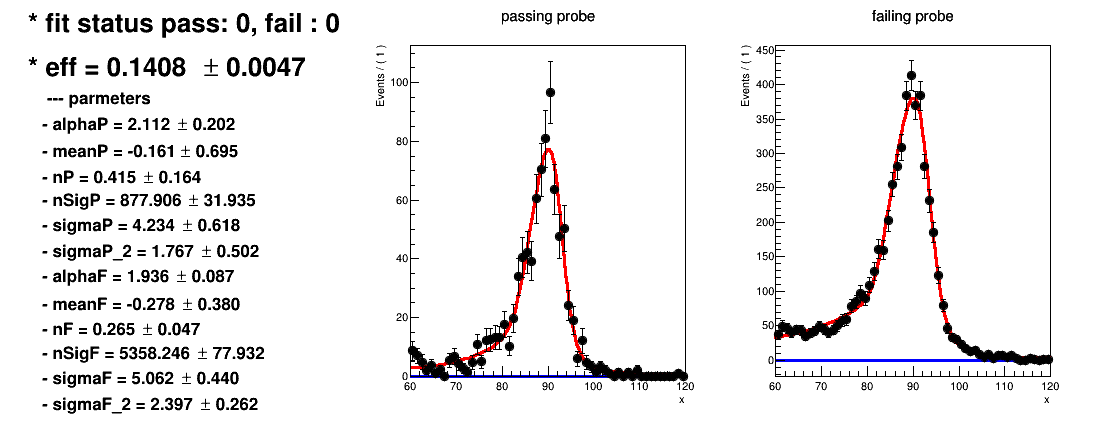 * fit status pass: 0, fail : 0
* eff = 0.1408 ± 0.0047
--- parmeters
- alphaP = 2.112 ± 0.202
- meanP = -0.161 ± 0.695
- nP = 0.415 ± 0.164
- nSigP = 877.906 ± 31.935
- sigmaP = 4.234 ± 0.618
- sigmaP_2 = 1.767 ± 0.502
- alphaF = 1.936 ± 0.087
- meanF = -0.278 ± 0.380
- nF = 0.265 ± 0.047
- nSigF = 5358.246 ± 77.932
- sigmaF = 5.062 ± 0.440
- sigmaF_2 = 2.397 ± 0.262
passing probe
Events / ( 1 )
100
80
60
40
20
0
60 70 80 90 100 110 120
x
failing probe
Events / ( 1 )
450
400
350
300
250
200
150
100
50
0
60 70 80 90 100 110 120
x